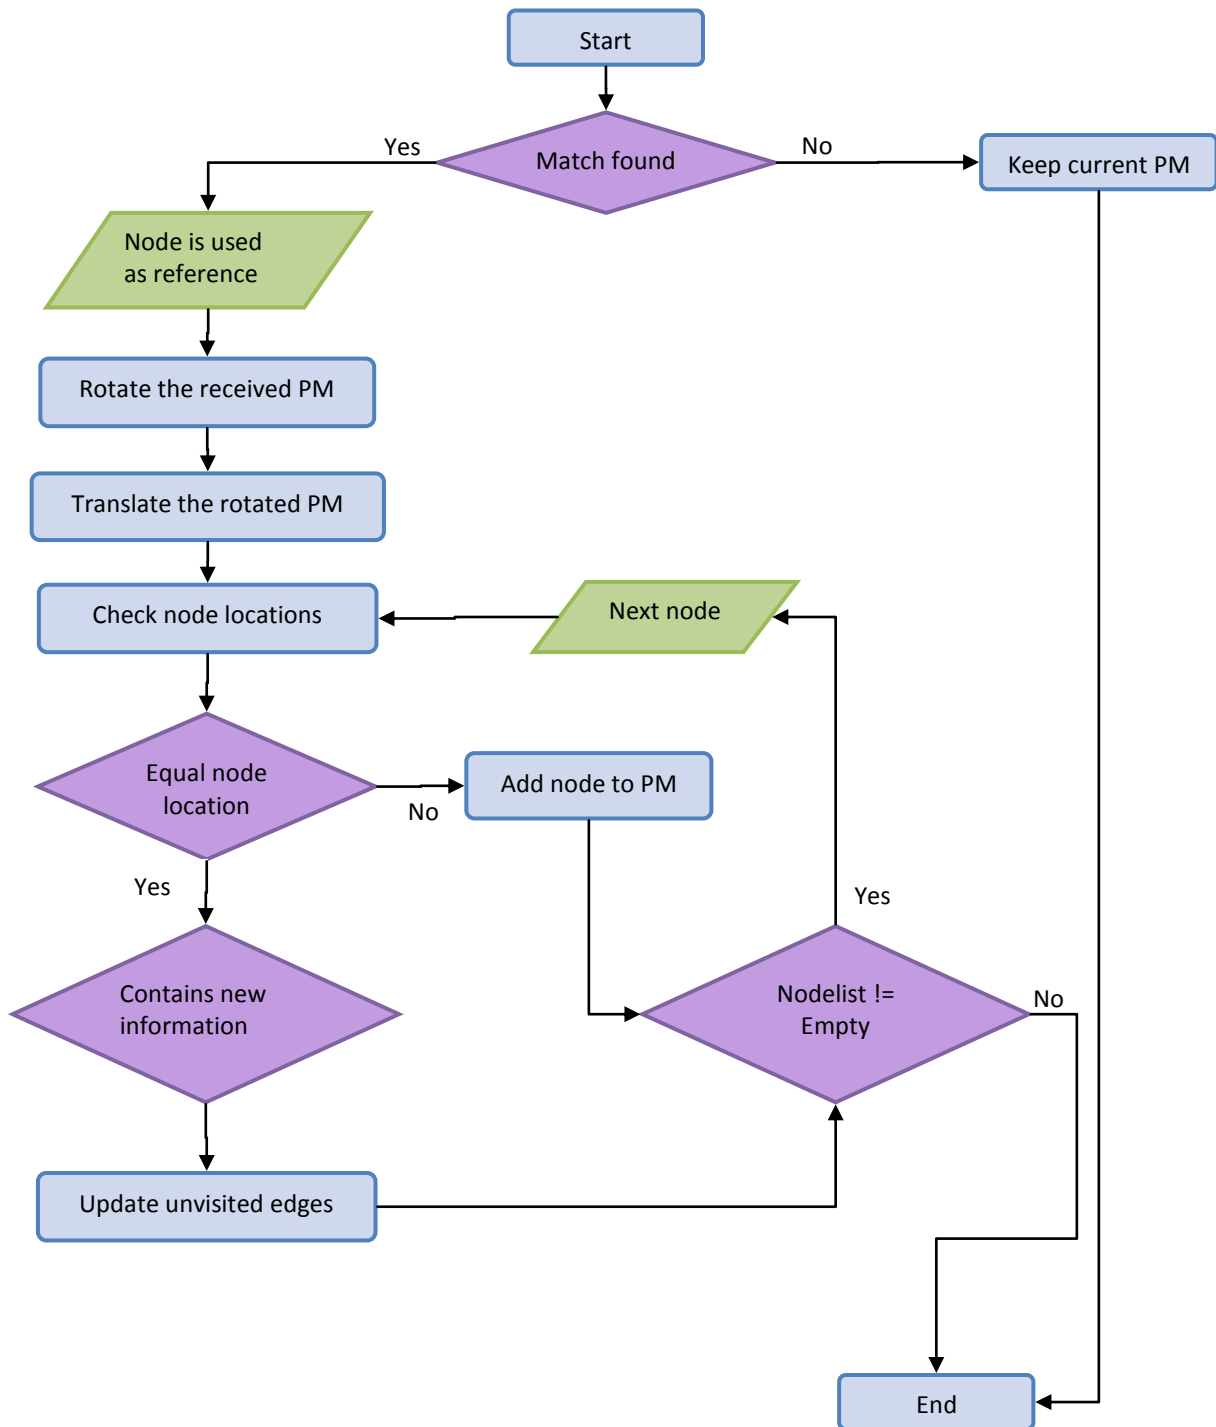 Start
Yes
Match found
No
Keep current PM
Node is used
as reference
Rotate the received PM
Translate the rotated PM
Check node locations
Next node
Equal node
location
No
Add node to PM
Yes
Yes
Contains new
information
Nodelist !=
Empty
No
Update unvisited edges
End